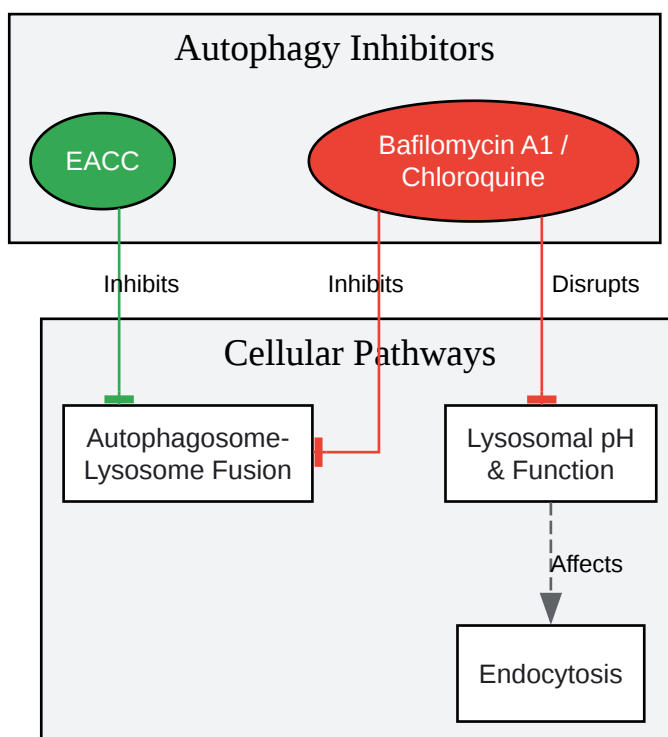 Autophagy Inhibitors
EACC
Bafilomycin A1 /
Chloroquine
Inhibits
Inhibits
Disrupts
Cellular Pathways
Autophagosome-
Lysosome Fusion
Lysosomal pH
& Function
Affects
Endocytosis